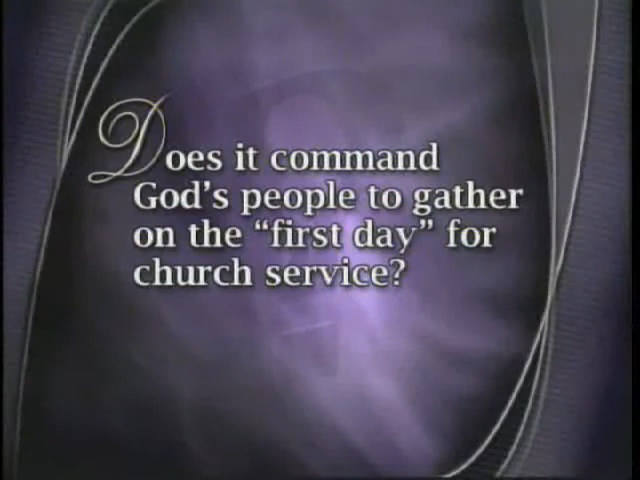 Does it command
God's people to gather
on the “first day” for
church service?